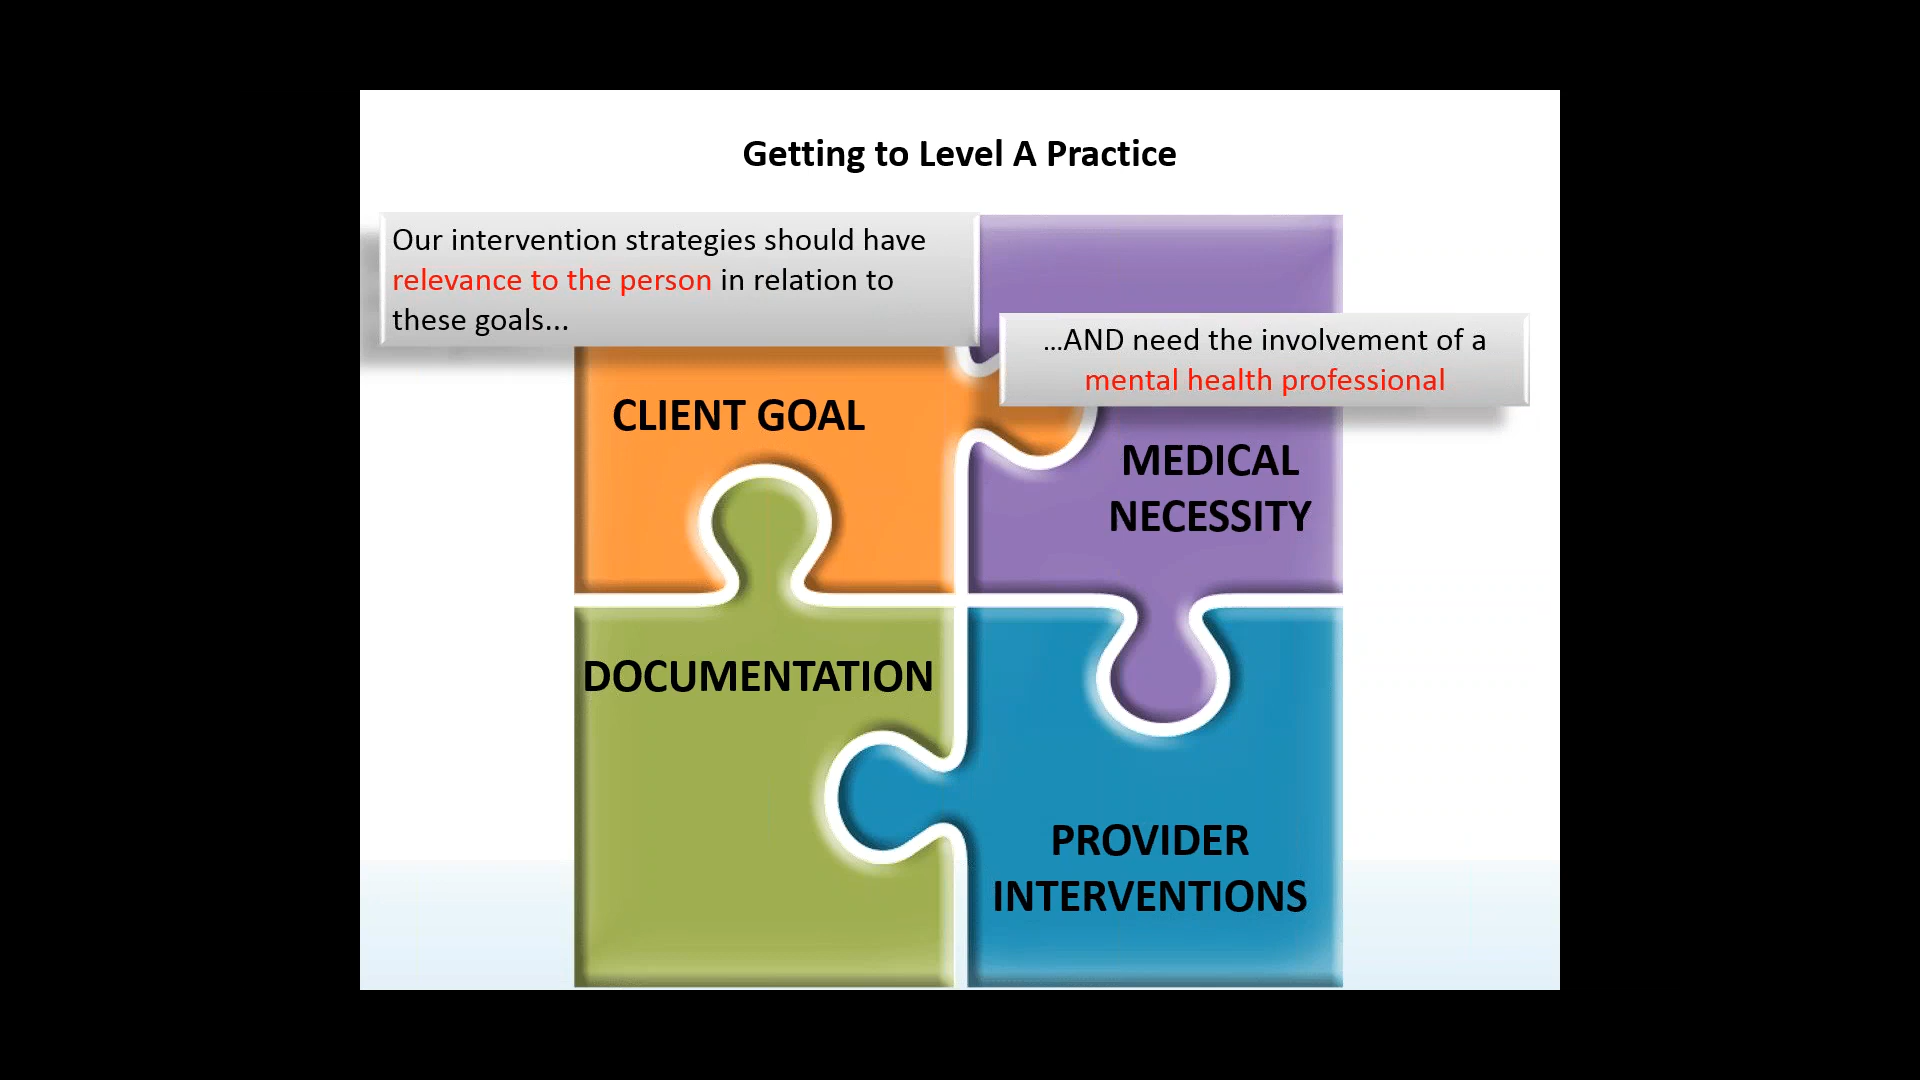 Getting to Level A Practice
Our intervention strategies should have
relevance to the person in relation to
these goals...
...AND need the involvement of a
mental health professional
CLIENT GOAL
MEDICAL
NECESSITY
DOCUMENTATION
PROVIDER
INTERVENTIONS